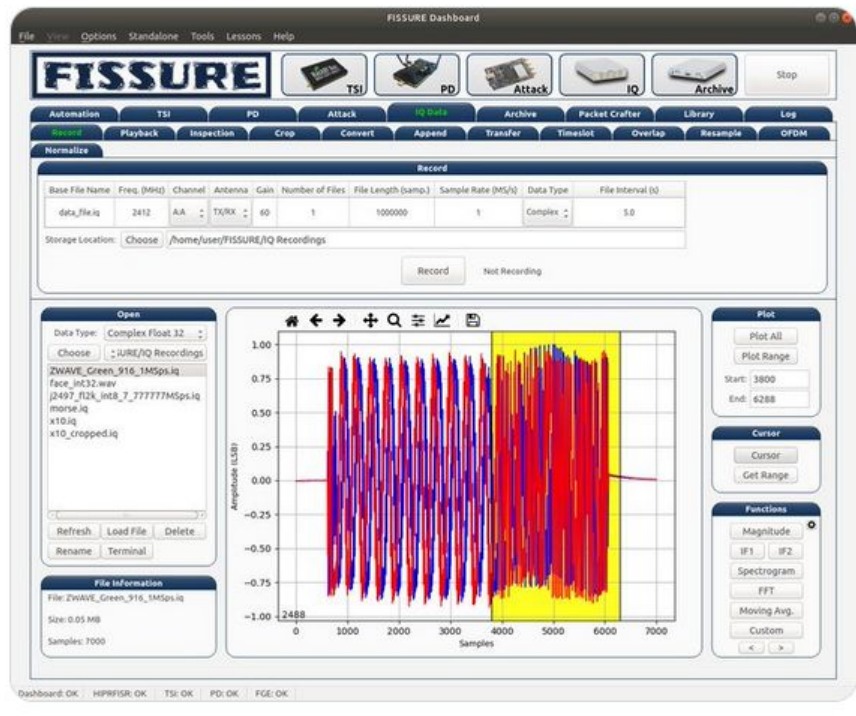 FISSURE Dashboard
File View Options Standalone Tools Lessons Help
FISSURE TSI PD Attack IQ Archive Stop
Automation TSI PD Attack IQ Data Archive Packet Crafter Library Log
Record Playback Inspection Crop Convert Append Transfer Timeslot Overlap Resample OFDM
Normalize
Record
Base File Name Freq. (MHz) Channel Antenna Gain Number of Files File Length (samp.) Sample Rate (MS/s) Data Type File Interval (s)
data_file.iq 2412 A:A TX/RX 60 1 1000000 1 Complex 5.0
Storage Location: Choose /home/user/FISSURE/IQ Recordings
Record Not Recording
Open
Data Type: Complex Float 32
Choose SURE/IQ Recordings
ZWAVE_Green_916_1MSps.iq
face_int32.wav
j2497_fl2k_int8_7_777777MSps.iq
morse.iq
x10.iq
x10_cropped.iq
Refresh Load File Delete
Rename Terminal
File Information
File: ZWAVE_Green_916_1MSps.iq
Size: 0.05 MB
Samples: 7000
1.00
0.75
0.50
0.25
0.00
−0.25
−0.50
−0.75
−1.00
Amplitude (LSB)
2488
0 1000 2000 3000 4000 5000 6000 7000
Samples
Plot
Plot All
Plot Range
Start: 3800
End: 6288
Cursor
Cursor
Get Range
Functions
Magnitude
IF1 IF2
Spectrogram
FFT
Moving Avg.
Custom
< >
Dashboard: OK HIPRFISR: OK TSI: OK PD: OK FGE: OK